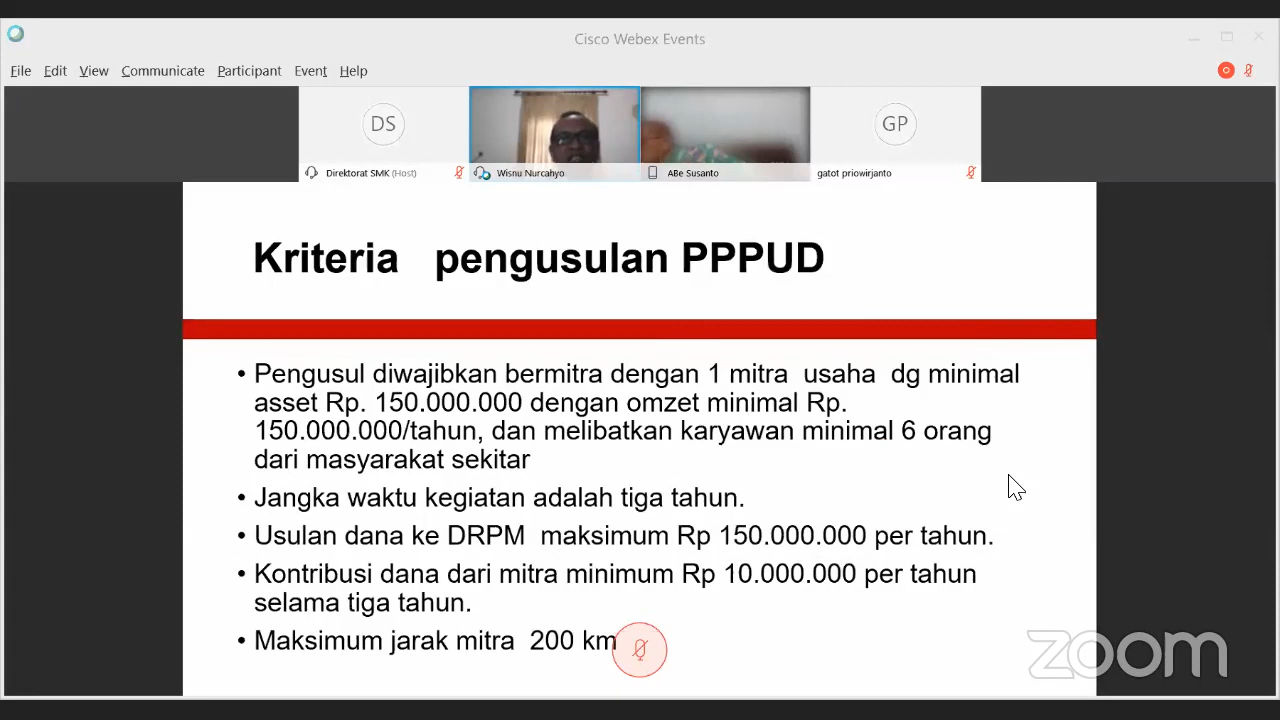 Cisco Webex Events
File Edit View Communicate Participant Event Help
DS
GP
Direktorat SMK (Host)
Wisnu Nurcahyo
ABe Susanto
gatot priowirjanto
Kriteria pengusulan PPPUD
• Pengusul diwajibkan bermitra dengan 1 mitra usaha dg minimal
asset Rp. 150.000.000 dengan omzet minimal Rp.
150.000.000/tahun, dan melibatkan karyawan minimal 6 orang
dari masyarakat sekitar
• Jangka waktu kegiatan adalah tiga tahun.
• Usulan dana ke DRPM maksimum Rp 150.000.000 per tahun.
• Kontribusi dana dari mitra minimum Rp 10.000.000 per tahun
selama tiga tahun.
• Maksimum jarak mitra 200 km
zoom